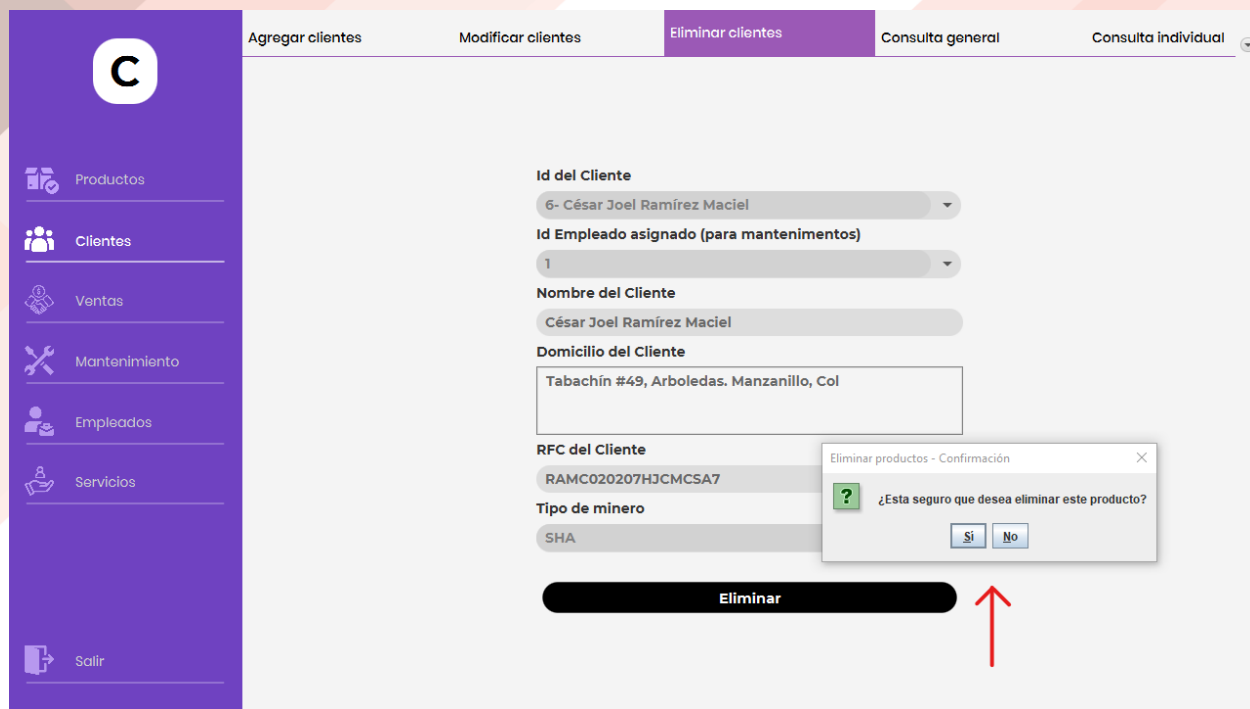 C
Agregar clientes
Modificar clientes
Eliminar clientes
Consulta general
Consulta individual
Productos
Clientes
Ventas
Mantenimiento
Empleados
Servicios
Salir
Id del Cliente
6- César Joel Ramírez Maciel
Id Empleado asignado (para mantenimentos)
1
Nombre del Cliente
César Joel Ramírez Maciel
Domicilio del Cliente
Tabachín #49, Arboledas. Manzanillo, Col
RFC del Cliente
RAMC020207HJCMCSA7
Tipo de minero
SHA
Eliminar
Eliminar productos - Confirmación
?
¿Esta seguro que desea eliminar este producto?
Sí
No